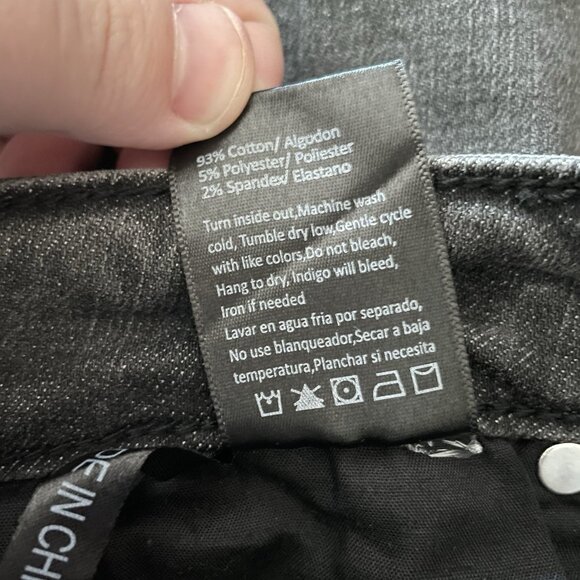 93% Cotton/ Algodon
5% Polyester/ Poliester
2% Spandex/ Elastano
Turn inside out,Machine wash
cold, Tumble dry low,Gentle cycle
with like colors,Do not bleach,
Hang to dry, Indigo will bleed,
Iron if needed
Lavar en agua fria por separado,
No use blanqueador,Secar a baja
temperatura,Planchar si necesita
DE IN CHI